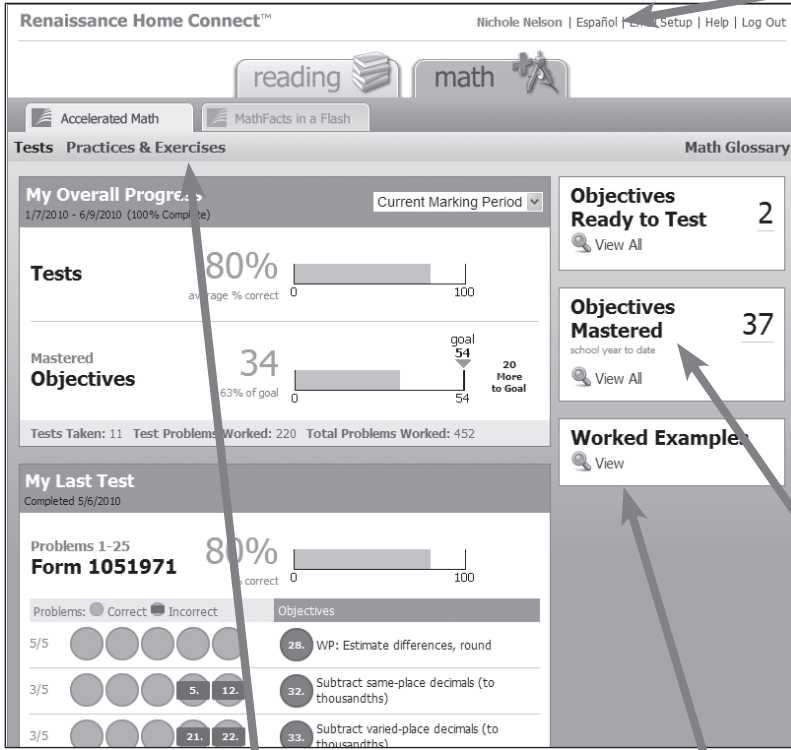 Renaissance Home Connect™
Nichole Nelson | Español | Setup | Help | Log Out
reading math
Accelerated Math MathFacts in a Flash
Tests Practices & Exercises Math Glossary
My Overall Progress
1/7/2010 - 6/9/2010 (100% Complete)
Current Marking Period
Tests
80%
average % correct
0 100
Mastered
Objectives
34
63% of goal
goal
54
0 54
20
More
to Goal
Tests Taken: 11 Test Problems Worked: 220 Total Problems Worked: 452
My Last Test
Completed 5/6/2010
Problems 1-25
Form 1051971
80%
correct
0 100
Problems: Correct Incorrect Objectives
5/5 28. WP: Estimate differences, round
3/5 5. 12. 32. Subtract same-place decimals (to
thousandths)
3/5 21. 22. 33. Subtract varied-place decimals (to
thousandths)
Objectives
Ready to Test
2
View All
Objectives
Mastered
37
school year to date
View All
Worked Examples
View